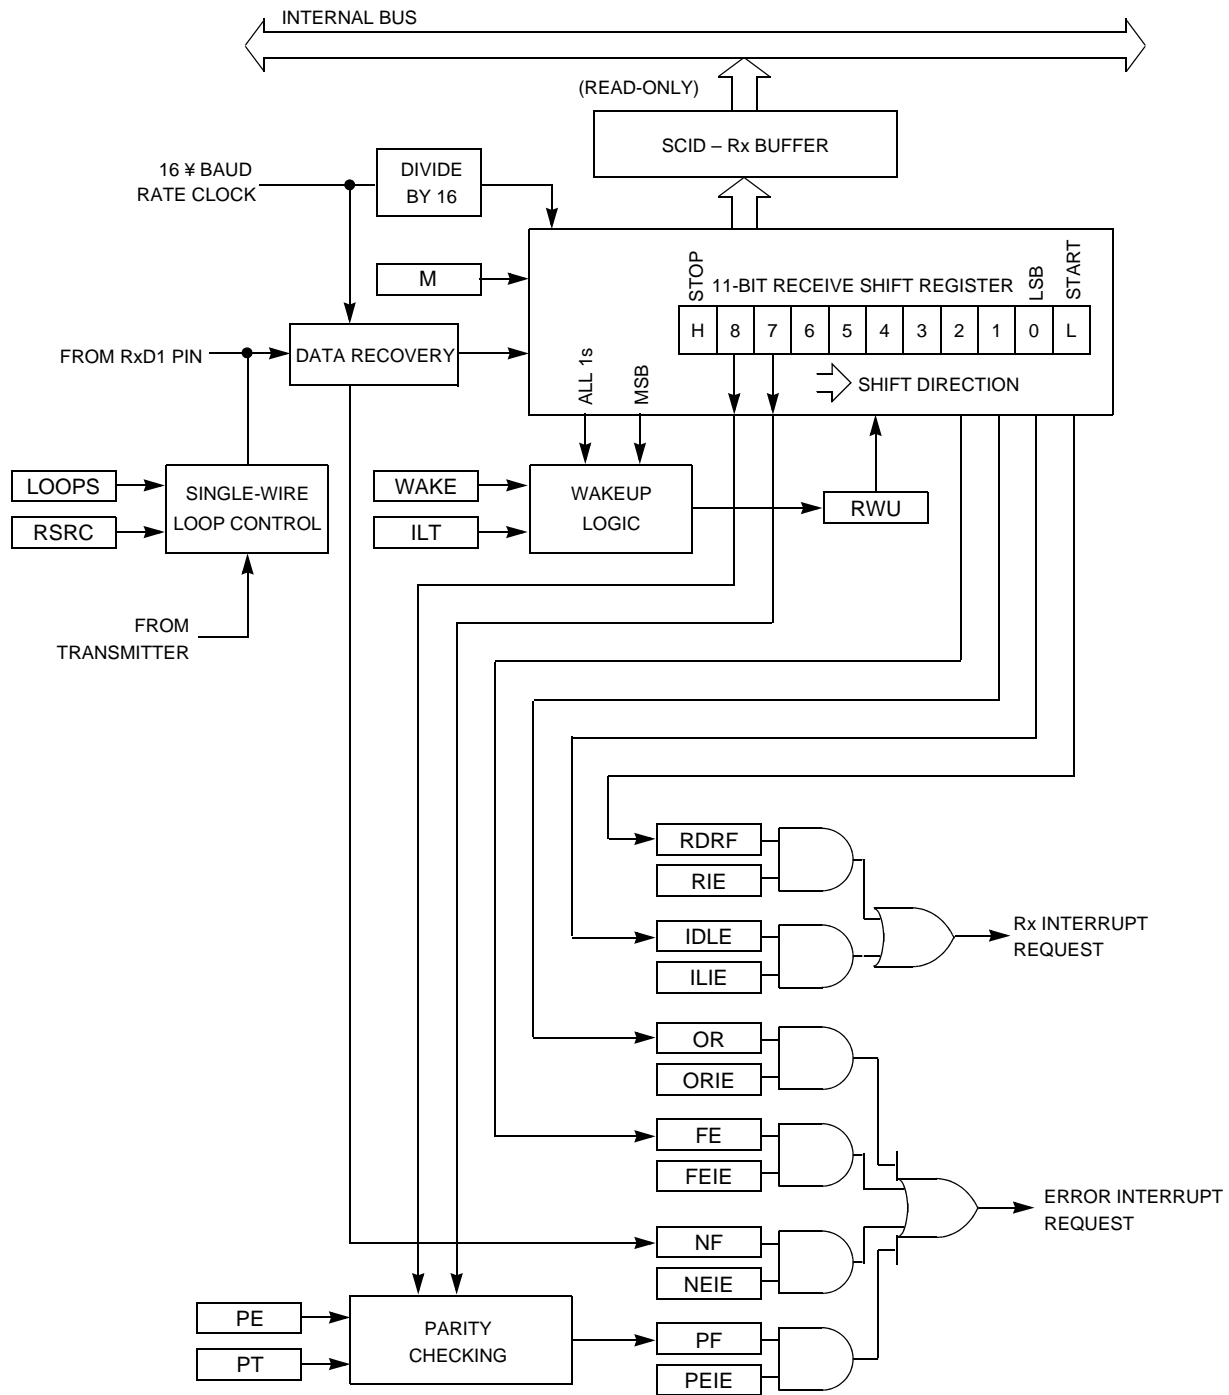 INTERNAL BUS
(READ-ONLY)
SCID – Rx BUFFER
16 ¥ BAUD
RATE CLOCK
DIVIDE
BY 16
M
STOP
11-BIT RECEIVE SHIFT REGISTER
LSB
START
H 8 7 6 5 4 3 2 1 0 L
FROM RxD1 PIN
DATA RECOVERY
ALL 1s
MSB
SHIFT DIRECTION
LOOPS
RSRC
SINGLE-WIRE
LOOP CONTROL
WAKE
ILT
WAKEUP
LOGIC
RWU
FROM
TRANSMITTER
RDRF
RIE
IDLE
ILIE
Rx INTERRUPT
REQUEST
OR
ORIE
FE
FEIE
ERROR INTERRUPT
REQUEST
NF
NEIE
PE
PT
PARITY
CHECKING
PF
PEIE